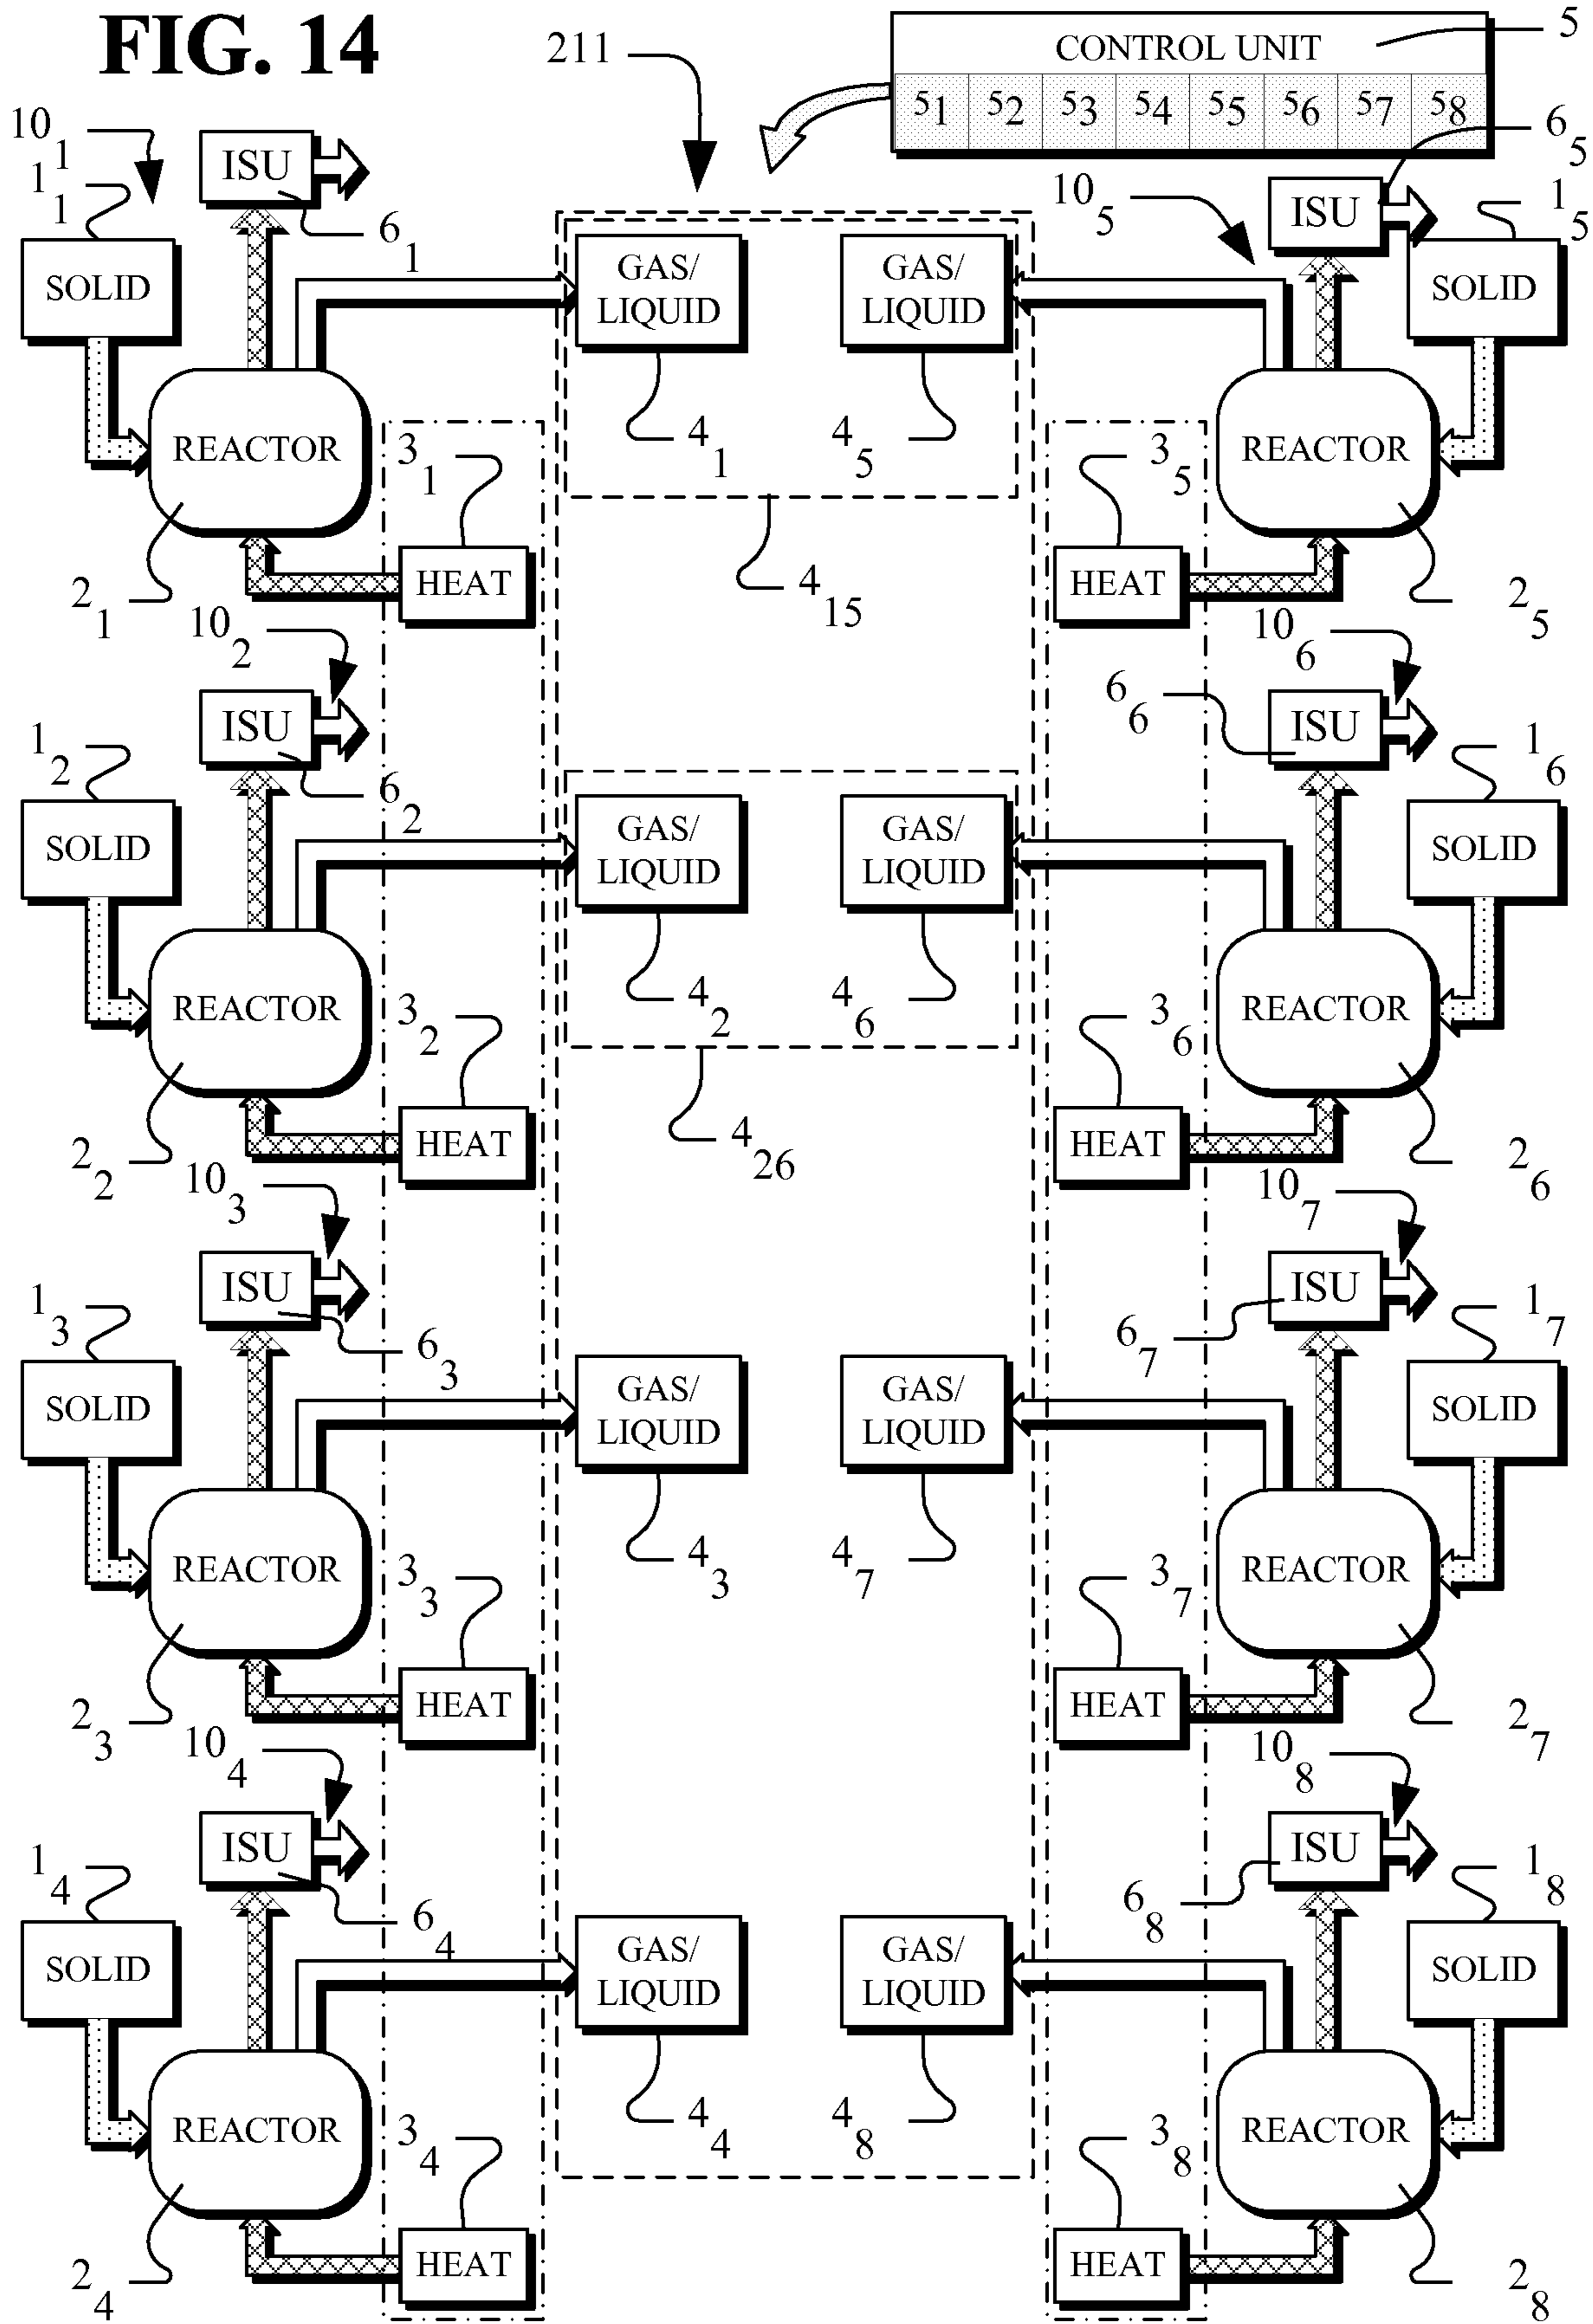 FIG. 14
211
CONTROL UNIT
5
51 52 53 54 55 56 57 58
65
101
11
ISU
61
SOLID
1
REACTOR
21
31
HEAT
GAS/
LIQUID
41
GAS/
LIQUID
45
415
105
ISU
15
SOLID
REACTOR
25
35
HEAT
102
12
ISU
62
SOLID
2
REACTOR
22
32
HEAT
GAS/
LIQUID
42
GAS/
LIQUID
46
426
106
66
ISU
16
SOLID
REACTOR
26
36
HEAT
103
13
ISU
63
SOLID
REACTOR
23
33
HEAT
GAS/
LIQUID
43
GAS/
LIQUID
47
107
67
ISU
17
SOLID
REACTOR
27
37
HEAT
104
14
ISU
64
SOLID
REACTOR
24
34
HEAT
GAS/
LIQUID
44
GAS/
LIQUID
48
108
68
ISU
18
SOLID
REACTOR
28
38
HEAT